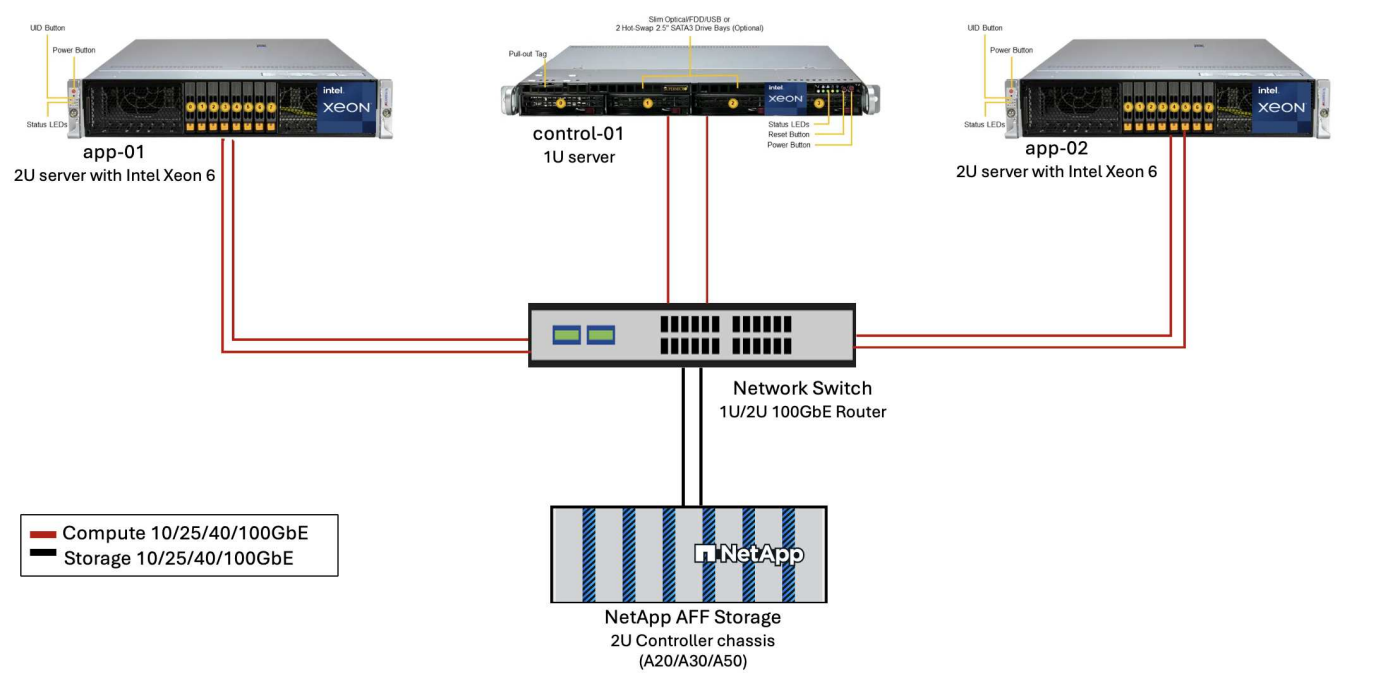 UID Button
Power Button
Status LEDs
intel.
xeon
app-01
2U server with Intel Xeon 6
Slim Optical/FDD/USB or
2 Hot-Swap 2.5" SATA3 Drive Bays (Optional)
Pull-out Tag
intel.
xeon
1
2
3
Status LEDs
Reset Button
Power Button
control-01
1U server
UID Button
Power Button
Status LEDs
intel.
xeon
app-02
2U server with Intel Xeon 6
Network Switch
1U/2U 100GbE Router
Compute 10/25/40/100GbE
Storage 10/25/40/100GbE
NetApp
NetApp AFF Storage
2U Controller chassis
(A20/A30/A50)